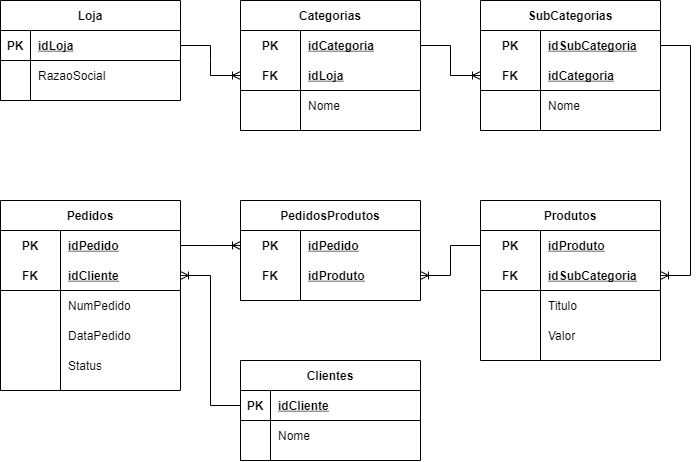 Loja
PK idLoja
RazaoSocial
Categorias
PK idCategoria
FK idLoja
Nome
SubCategorias
PK idSubCategoria
FK idCategoria
Nome
Pedidos
PK idPedido
FK idCliente
NumPedido
DataPedido
Status
PedidosProdutos
PK idPedido
FK idProduto
Produtos
PK idProduto
FK idSubCategoria
Titulo
Valor
Clientes
PK idCliente
Nome